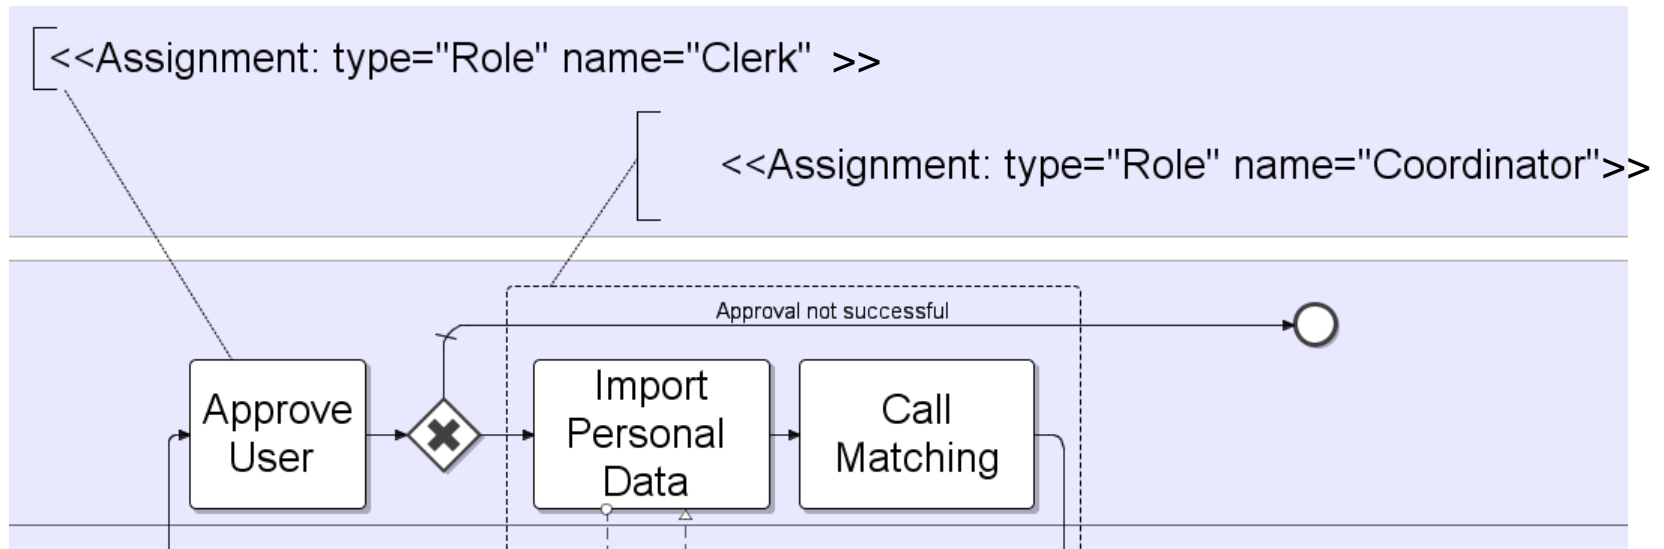 <<Assignment: type="Role" name="Clerk" >>
<<Assignment: type="Role" name="Coordinator">>
Approval not successful
Approve
User
Import
Personal
Data
Call
Matching